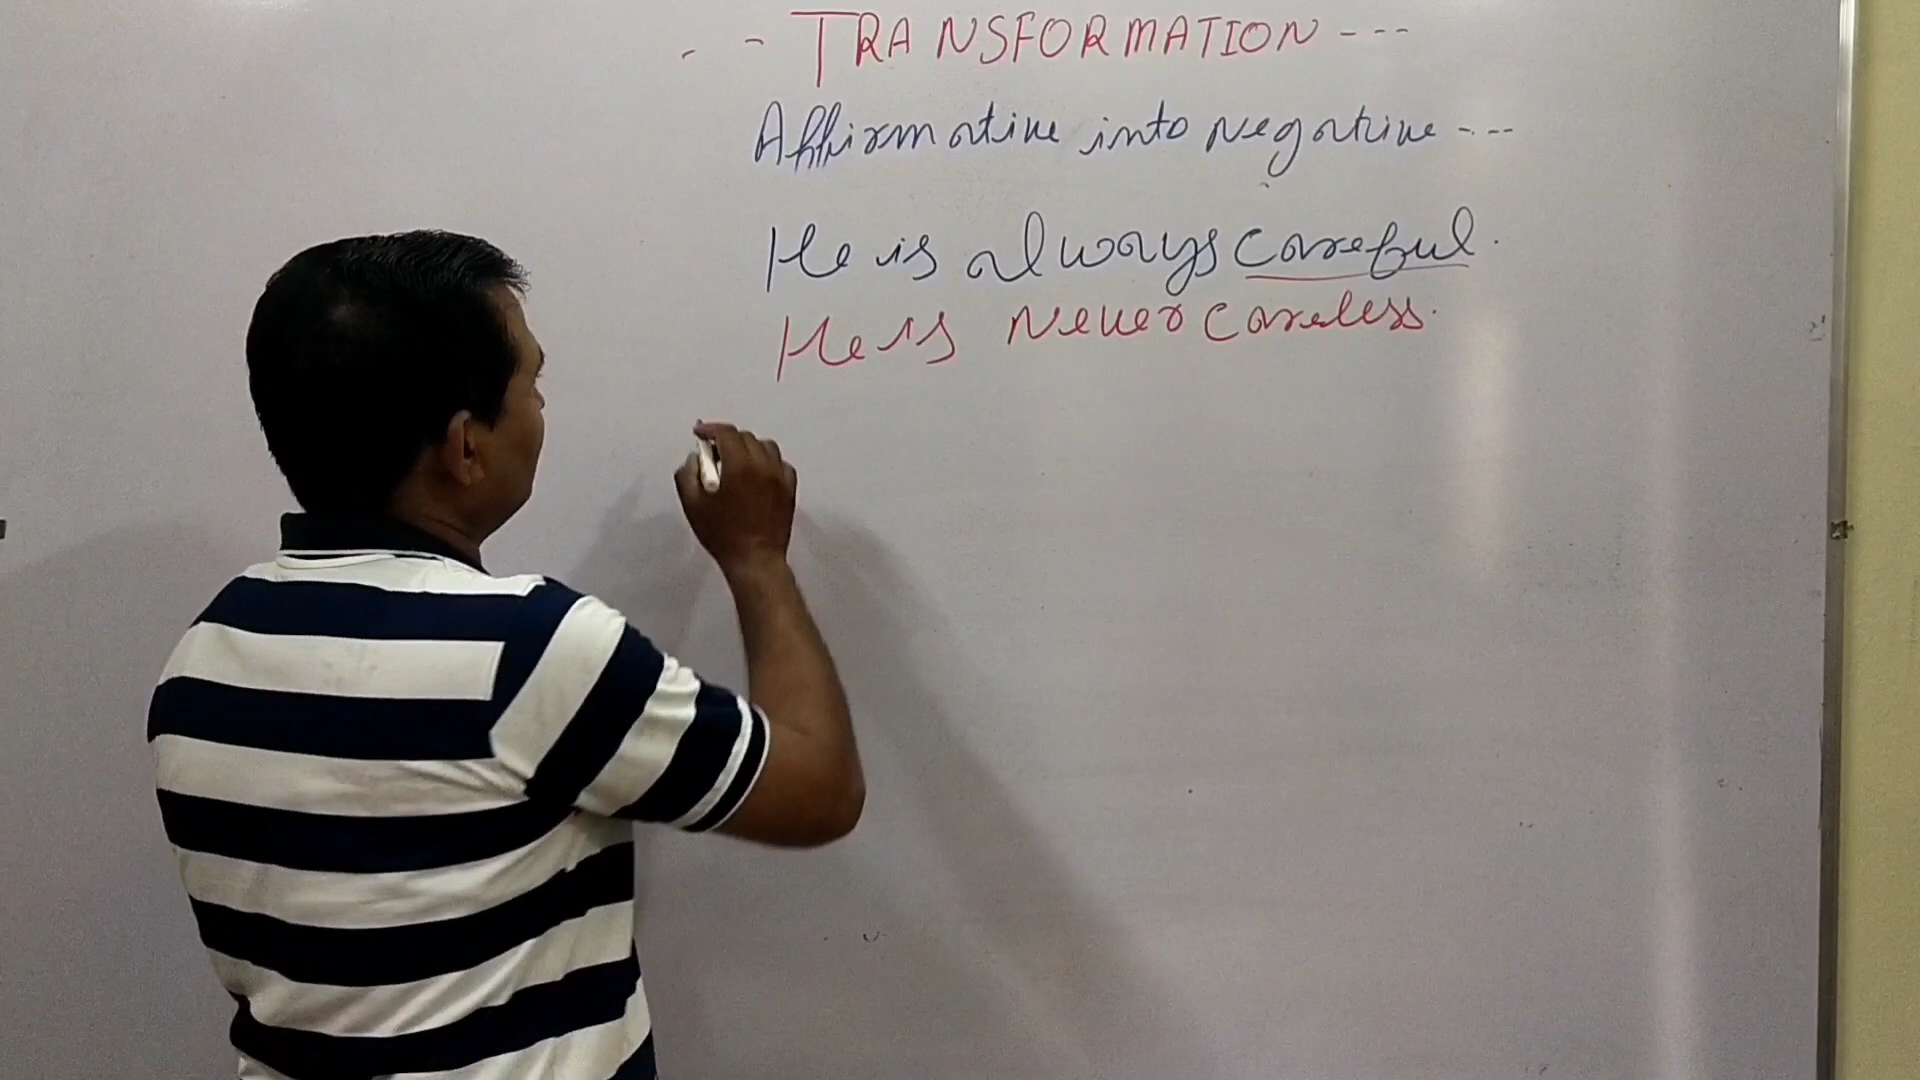 - - TRANSFORMATION - - -
Affirmative into Negative - - -
He is always careful.
He is Never careless.